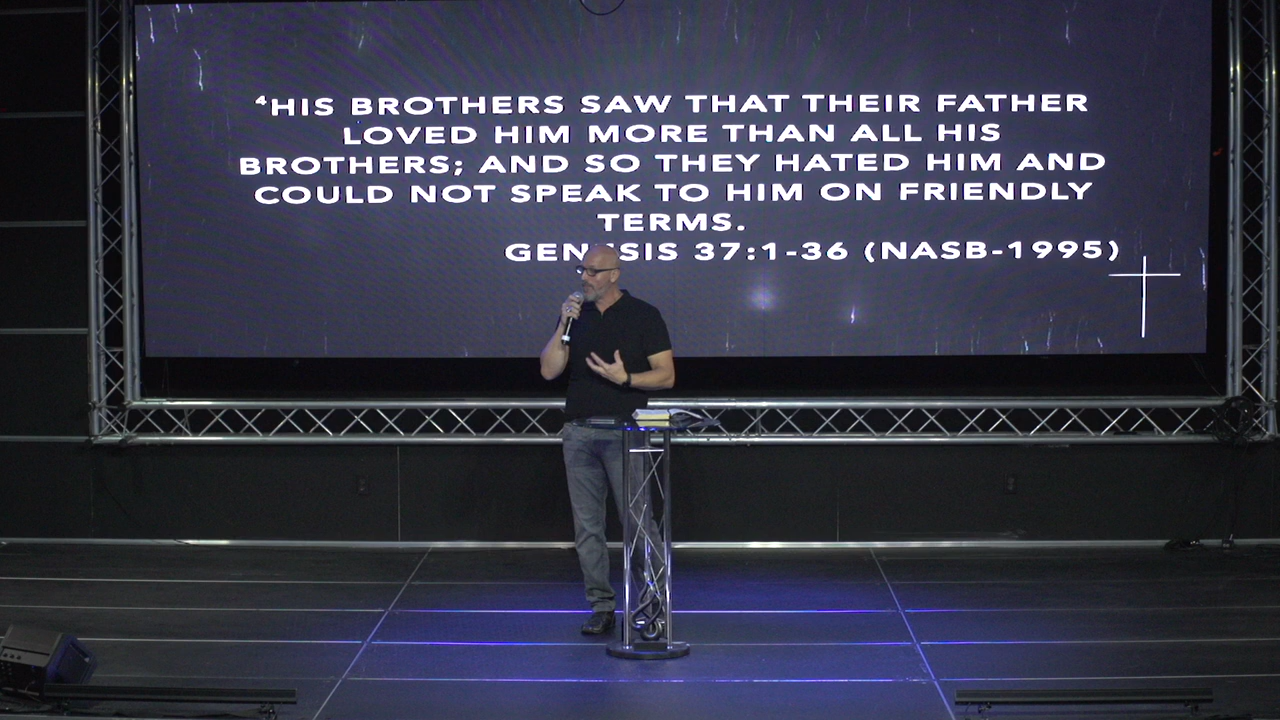 ⁴HIS BROTHERS SAW THAT THEIR FATHER
LOVED HIM MORE THAN ALL HIS
BROTHERS; AND SO THEY HATED HIM AND
COULD NOT SPEAK TO HIM ON FRIENDLY
TERMS.
GENESIS 37:1-36 (NASB-1995)